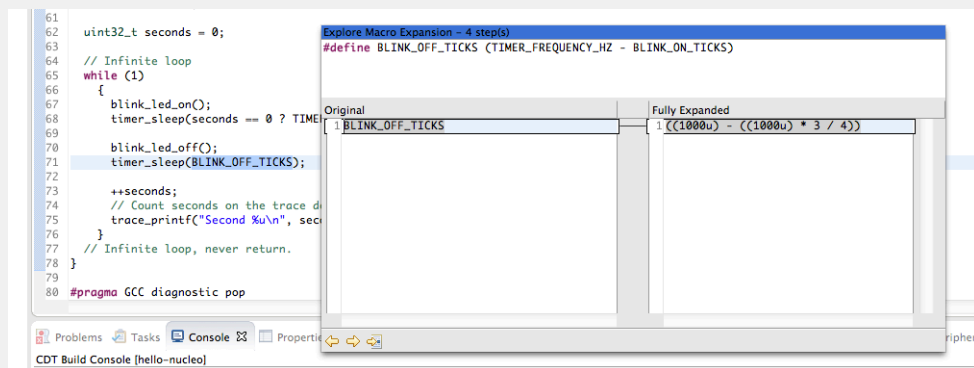 61
62 uint32_t seconds = 0;
63
64 // Infinite loop
65 while (1)
66 {
67 blink_led_on();
68 timer_sleep(seconds == 0 ?
69
70 blink_led_off();
71 timer_sleep(BLINK_OFF_TICKS);
72
73 ++seconds;
74 // Count seconds on the trace
75 trace_printf("Second %u\n",
76 }
77 // Infinite loop, never return.
78 }
79
80 #pragma GCC diagnostic pop
Explore Macro Expansion – 4 step(s)
#define BLINK_OFF_TICKS (TIMER_FREQUENCY_HZ - BLINK_ON_TICKS)
Original
Fully Expanded
1 BLINK_OFF_TICKS
1 ((1000u) - ((1000u) * 3 / 4))
Problems Tasks Console
CDT Build Console [hello-nucleo]